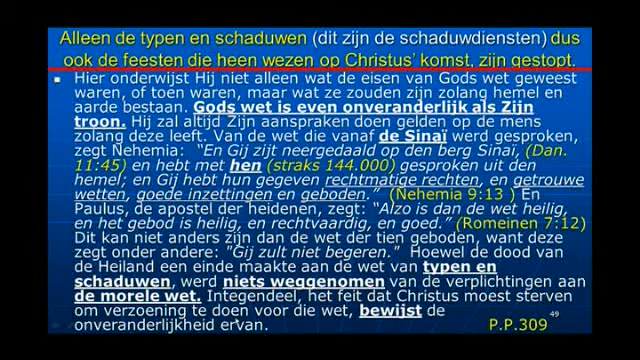 Alleen de typen en schaduwen (dit zijn de schaduwdiensten) dus
ook de feesten die heen wezen op Christus' komst, zijn gestopt.
Hier onderwijst Hij niet alleen wat de eisen van Gods wet geweest
waren, of toen waren, maar wat ze zouden zijn zolang hemel en
aarde bestaan. Gods wet is even onveranderlijk als Zijn
troon. Hij zal altijd Zijn aanspraken doen gelden op de mens
zolang deze leeft. Van de wet die vanaf de Sinaï werd gesproken,
zegt Nehemia: "En Gij zijt neergedaald op den berg Sinaï, (Dan.
11:45) en hebt met hen (straks 144.000) gesproken uit den
hemel; en Gij hebt hun gegeven rechtmatige rechten, en getrouwe
wetten, goede inzettingen en geboden." (Nehemia 9:13 ) En
Paulus, de apostel der heidenen, zegt: "Alzo is dan de wet heilig,
en het gebod is heilig, en rechtvaardig, en goed." (Romeinen 7:12)
Dit kan niet anders zijn dan de wet der tien geboden, want deze
zegt onder andere: "Gij zult niet begeren." Hoewel de dood van
de Heiland een einde maakte aan de wet van typen en
schaduwen, werd niets weggenomen van de verplichtingen aan
de morele wet. Integendeel, het feit dat Christus moest sterven
om verzoening te doen voor die wet, bewijst de
onveranderlijkheid ervan.
49
P.P.309